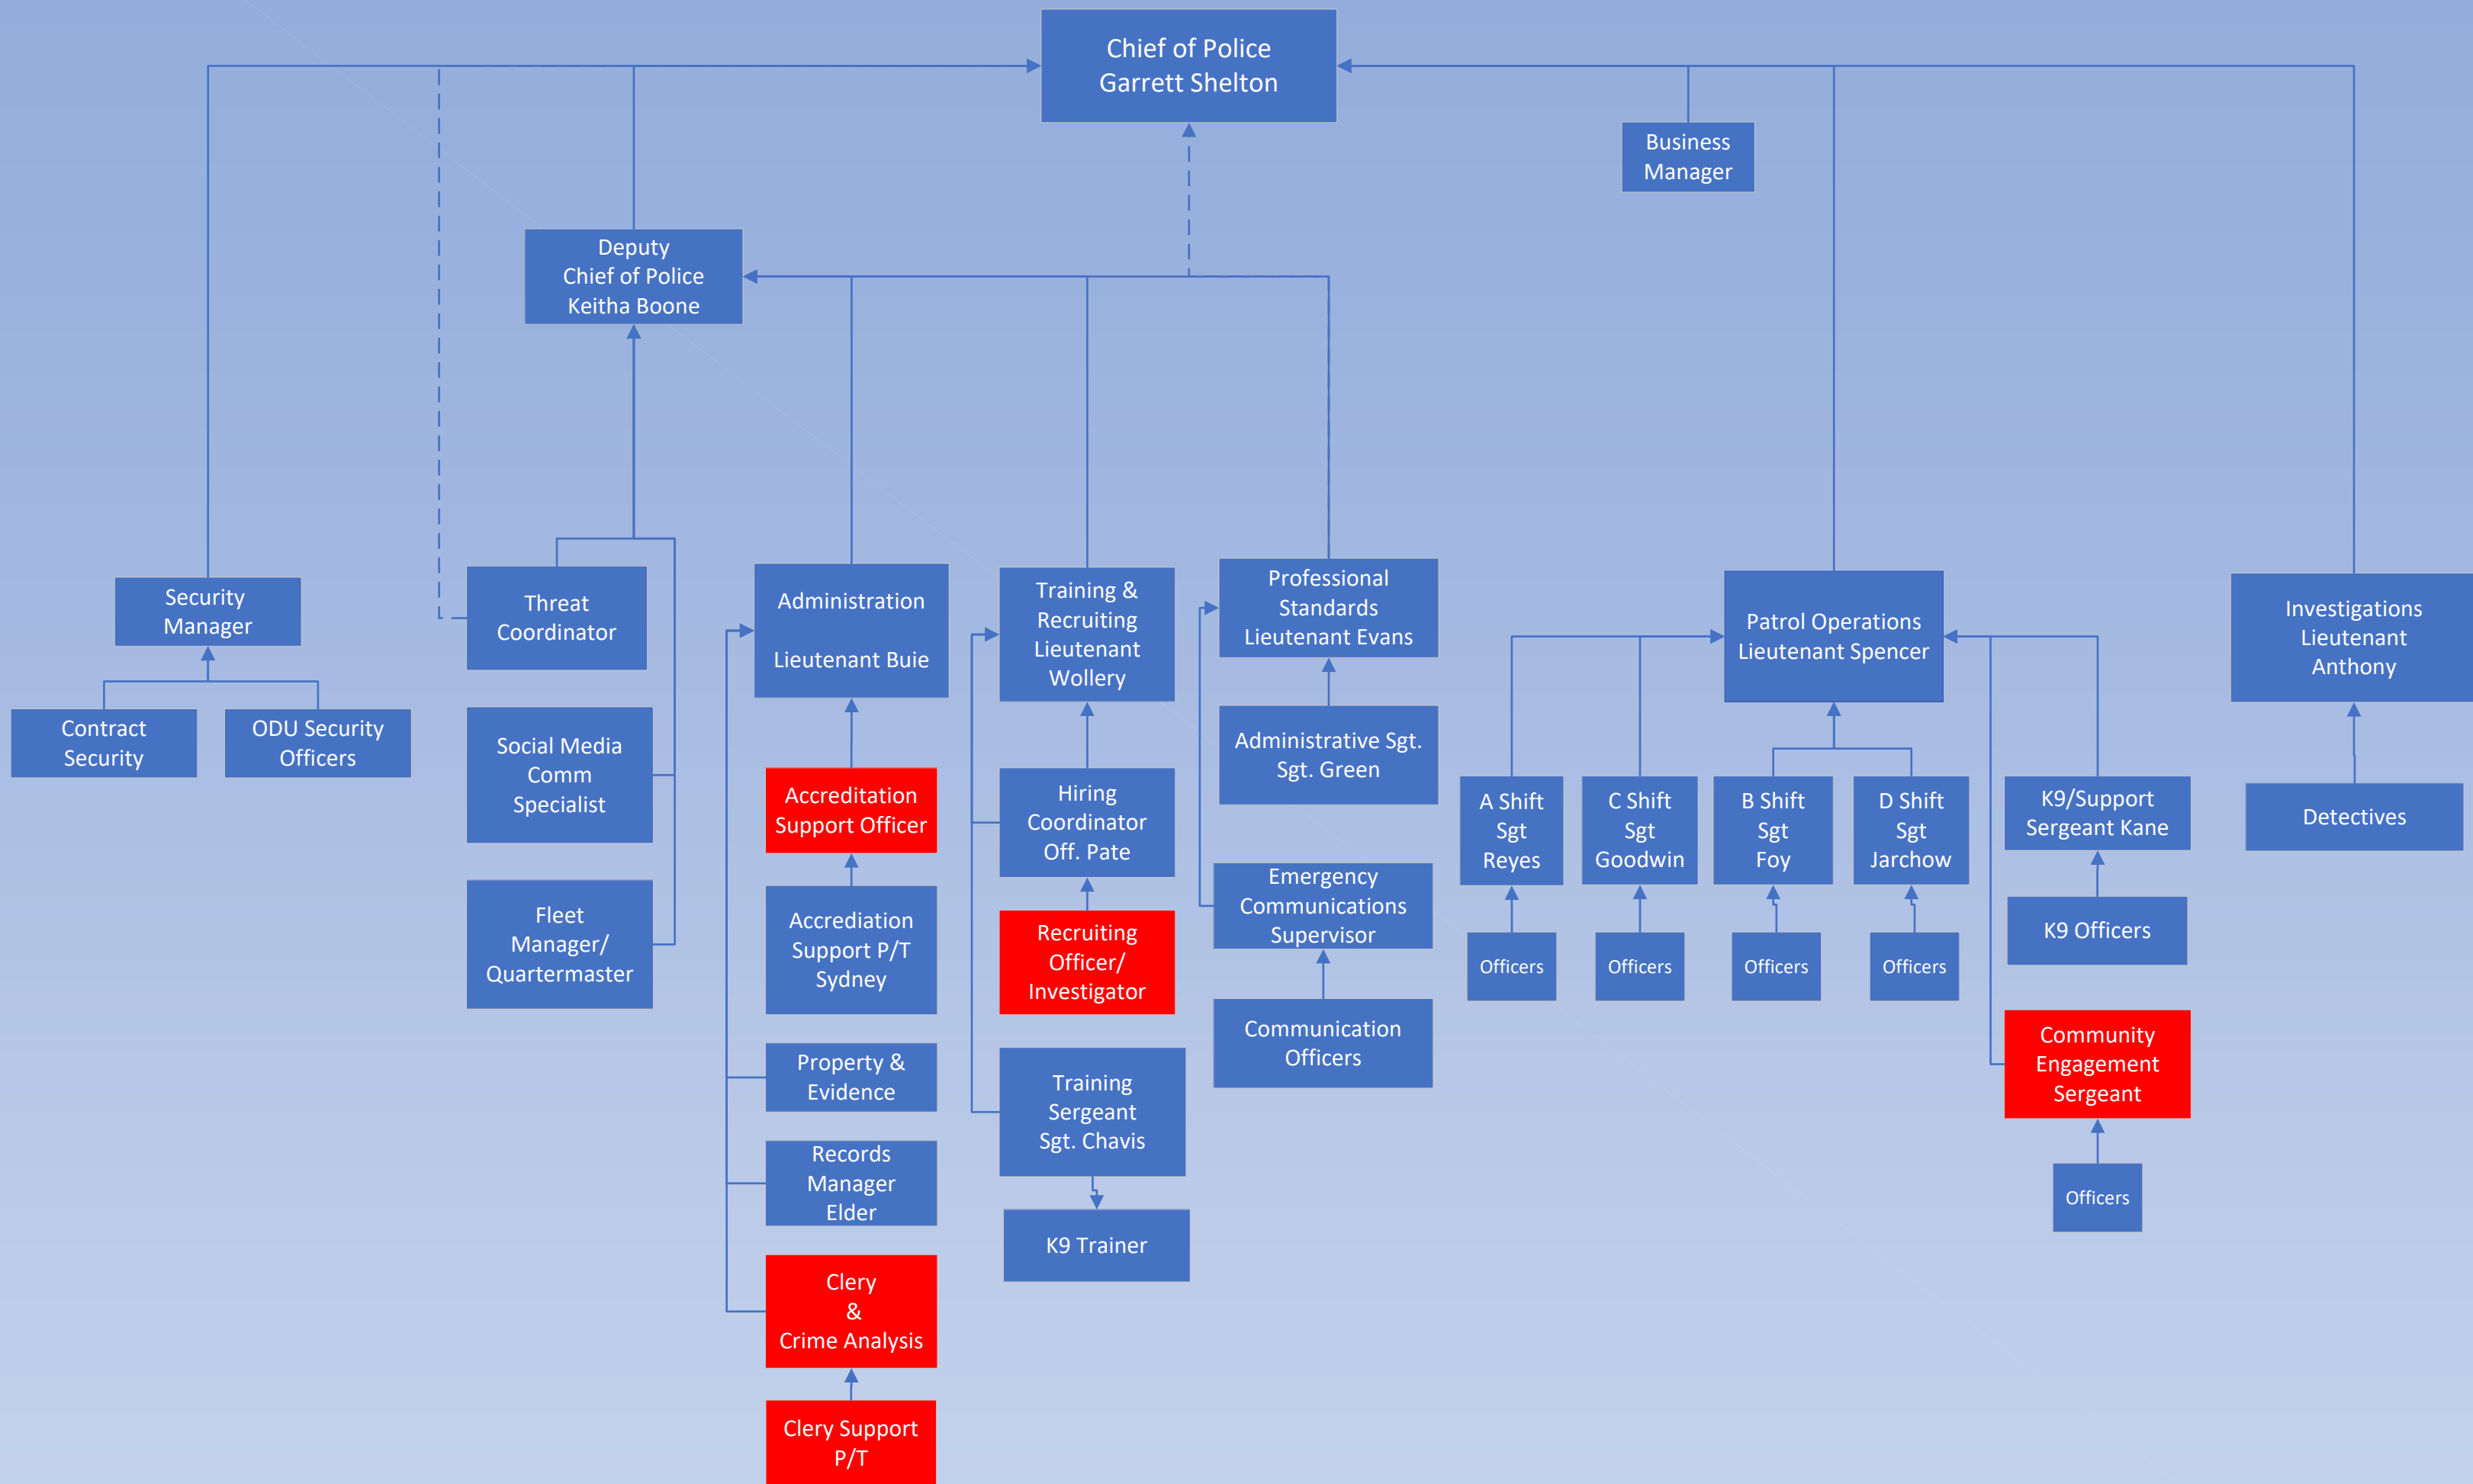 Chief of Police
Garrett Shelton
Business
Manager
Deputy
Chief of Police
Keitha Boone
Security
Manager
Contract
Security
ODU Security
Officers
Threat
Coordinator
Social Media
Comm
Specialist
Fleet
Manager/
Quartermaster
Administration
Lieutenant Buie
Accreditation
Support Officer
Accrediation
Support P/T
Sydney
Property &
Evidence
Records
Manager
Elder
Clery
&
Crime Analysis
Clery Support
P/T
Training &
Recruiting
Lieutenant
Wollery
Hiring
Coordinator
Off. Pate
Recruiting
Officer/
Investigator
Training
Sergeant
Sgt. Chavis
K9 Trainer
Professional
Standards
Lieutenant Evans
Administrative Sgt.
Sgt. Green
Emergency
Communications
Supervisor
Communication
Officers
Patrol Operations
Lieutenant Spencer
A Shift
Sgt
Reyes
Officers
C Shift
Sgt
Goodwin
Officers
B Shift
Sgt
Foy
Officers
D Shift
Sgt
Jarchow
Officers
K9/Support
Sergeant Kane
K9 Officers
Community
Engagement
Sergeant
Officers
Investigations
Lieutenant
Anthony
Detectives